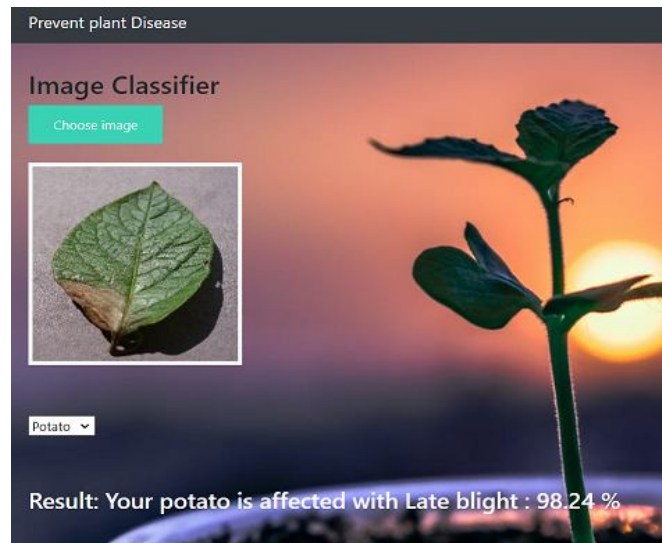 Prevent plant Disease
Image Classifier
Choose image
Potato
Result: Your potato is affected with Late blight : 98.24 %